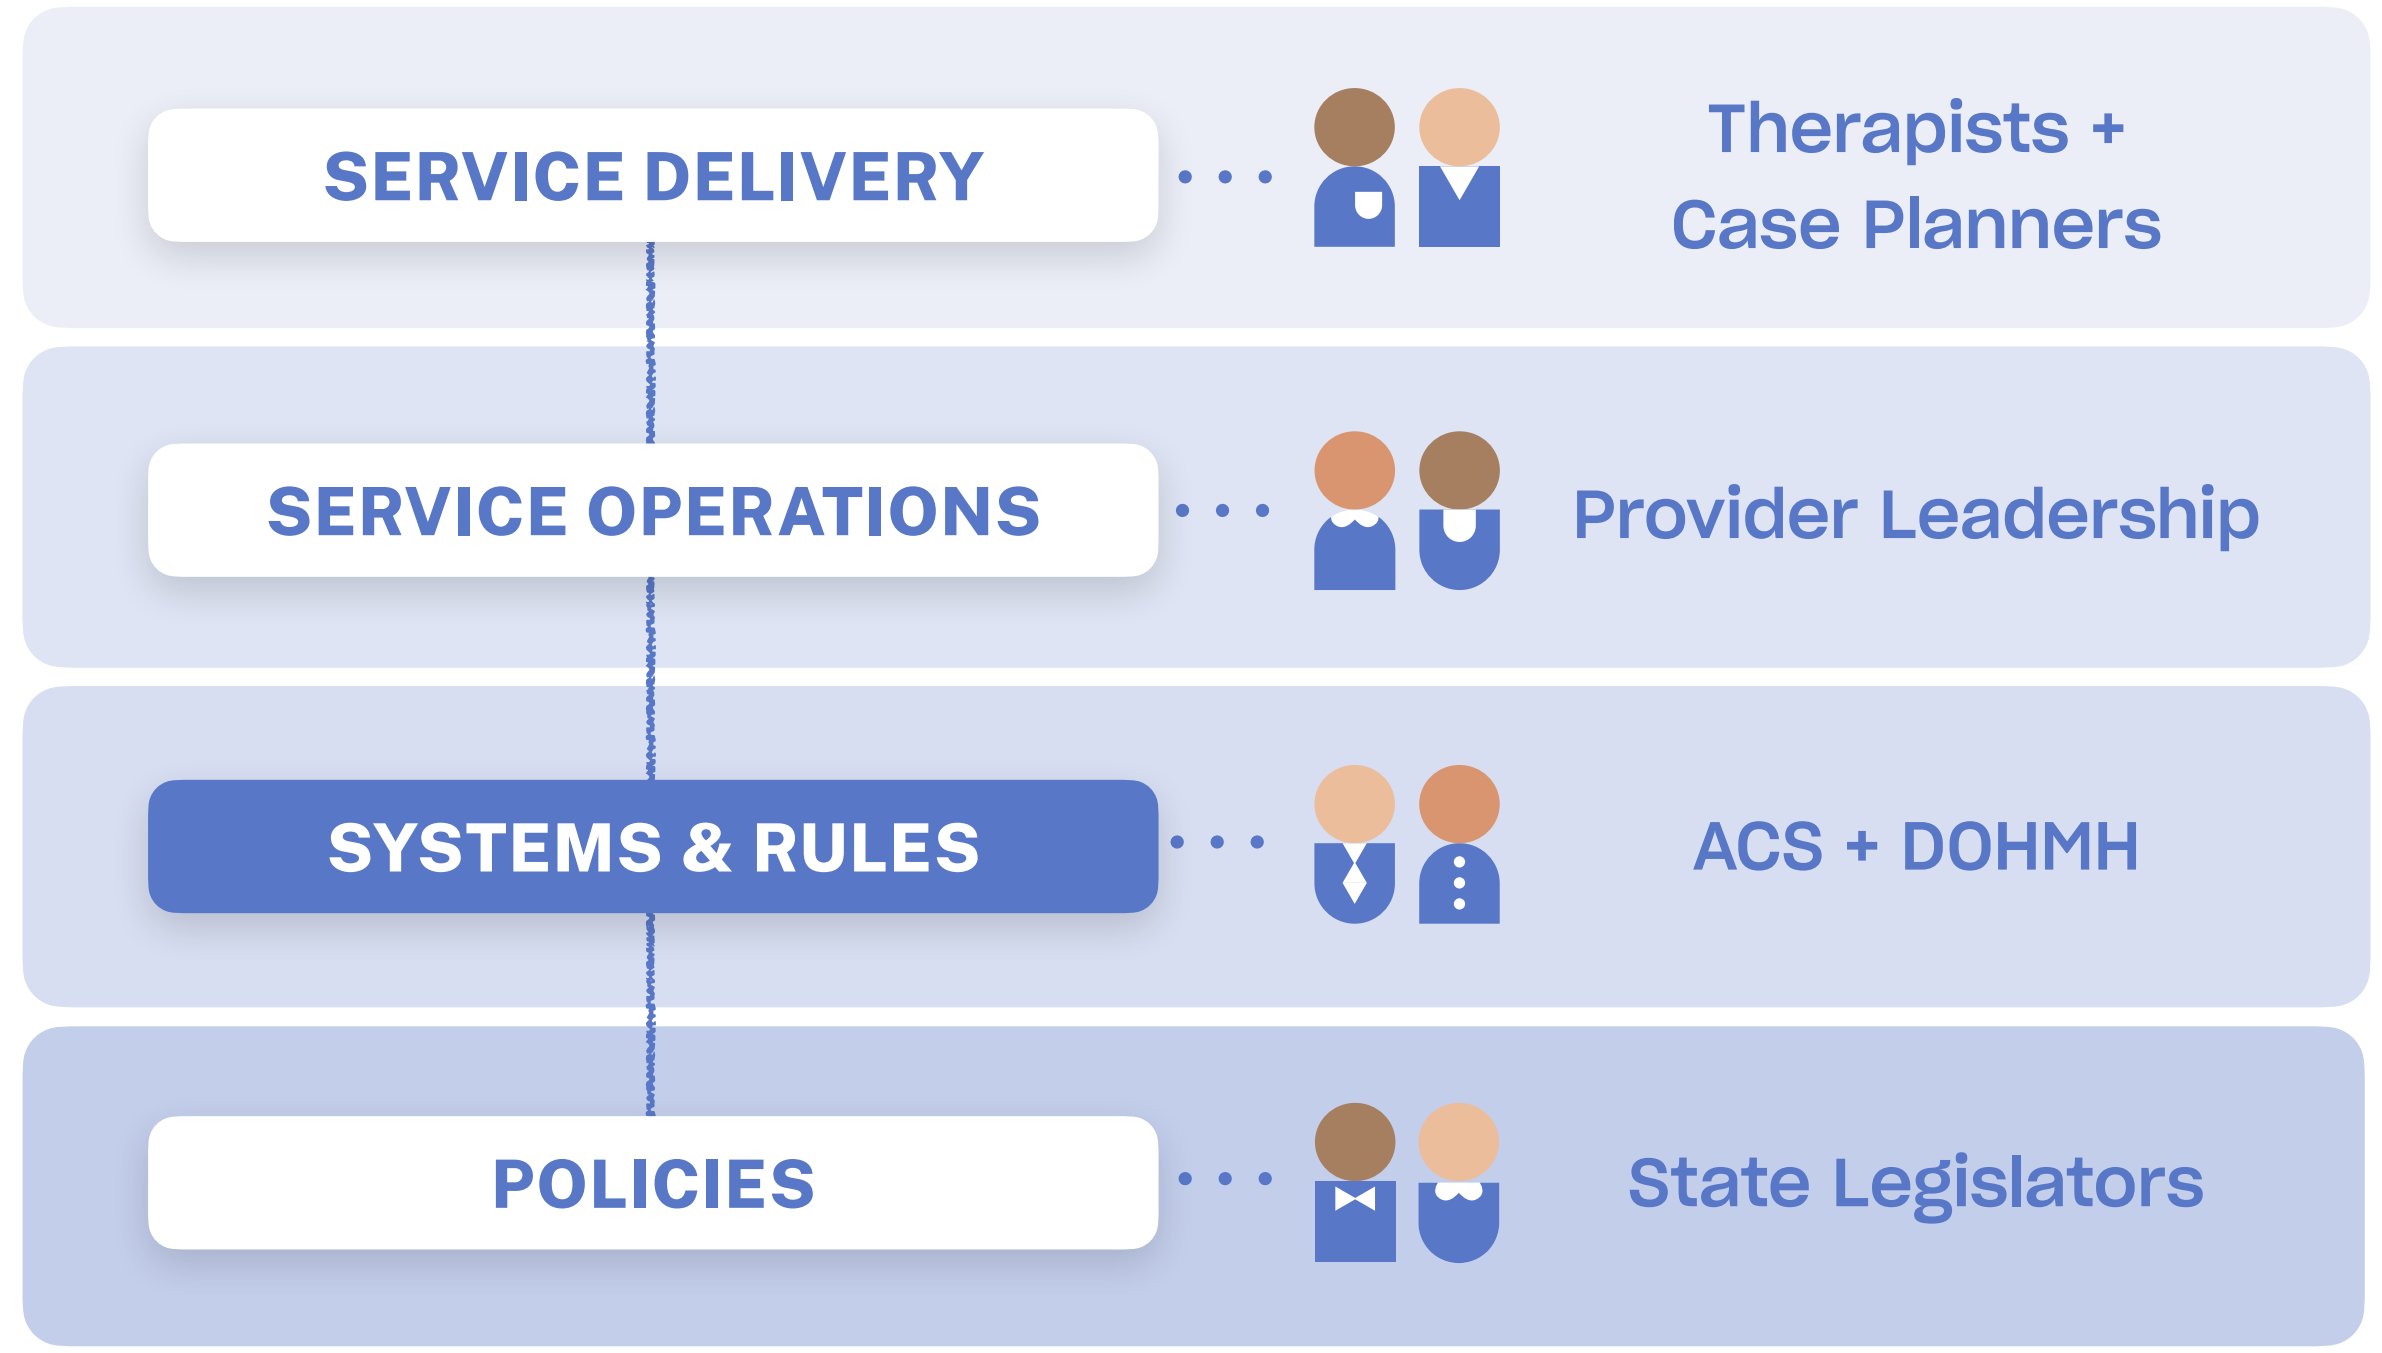 SERVICE DELIVERY
Therapists +
Case Planners
SERVICE OPERATIONS
Provider Leadership
SYSTEMS & RULES
ACS + DOHMH
POLICIES
State Legislators